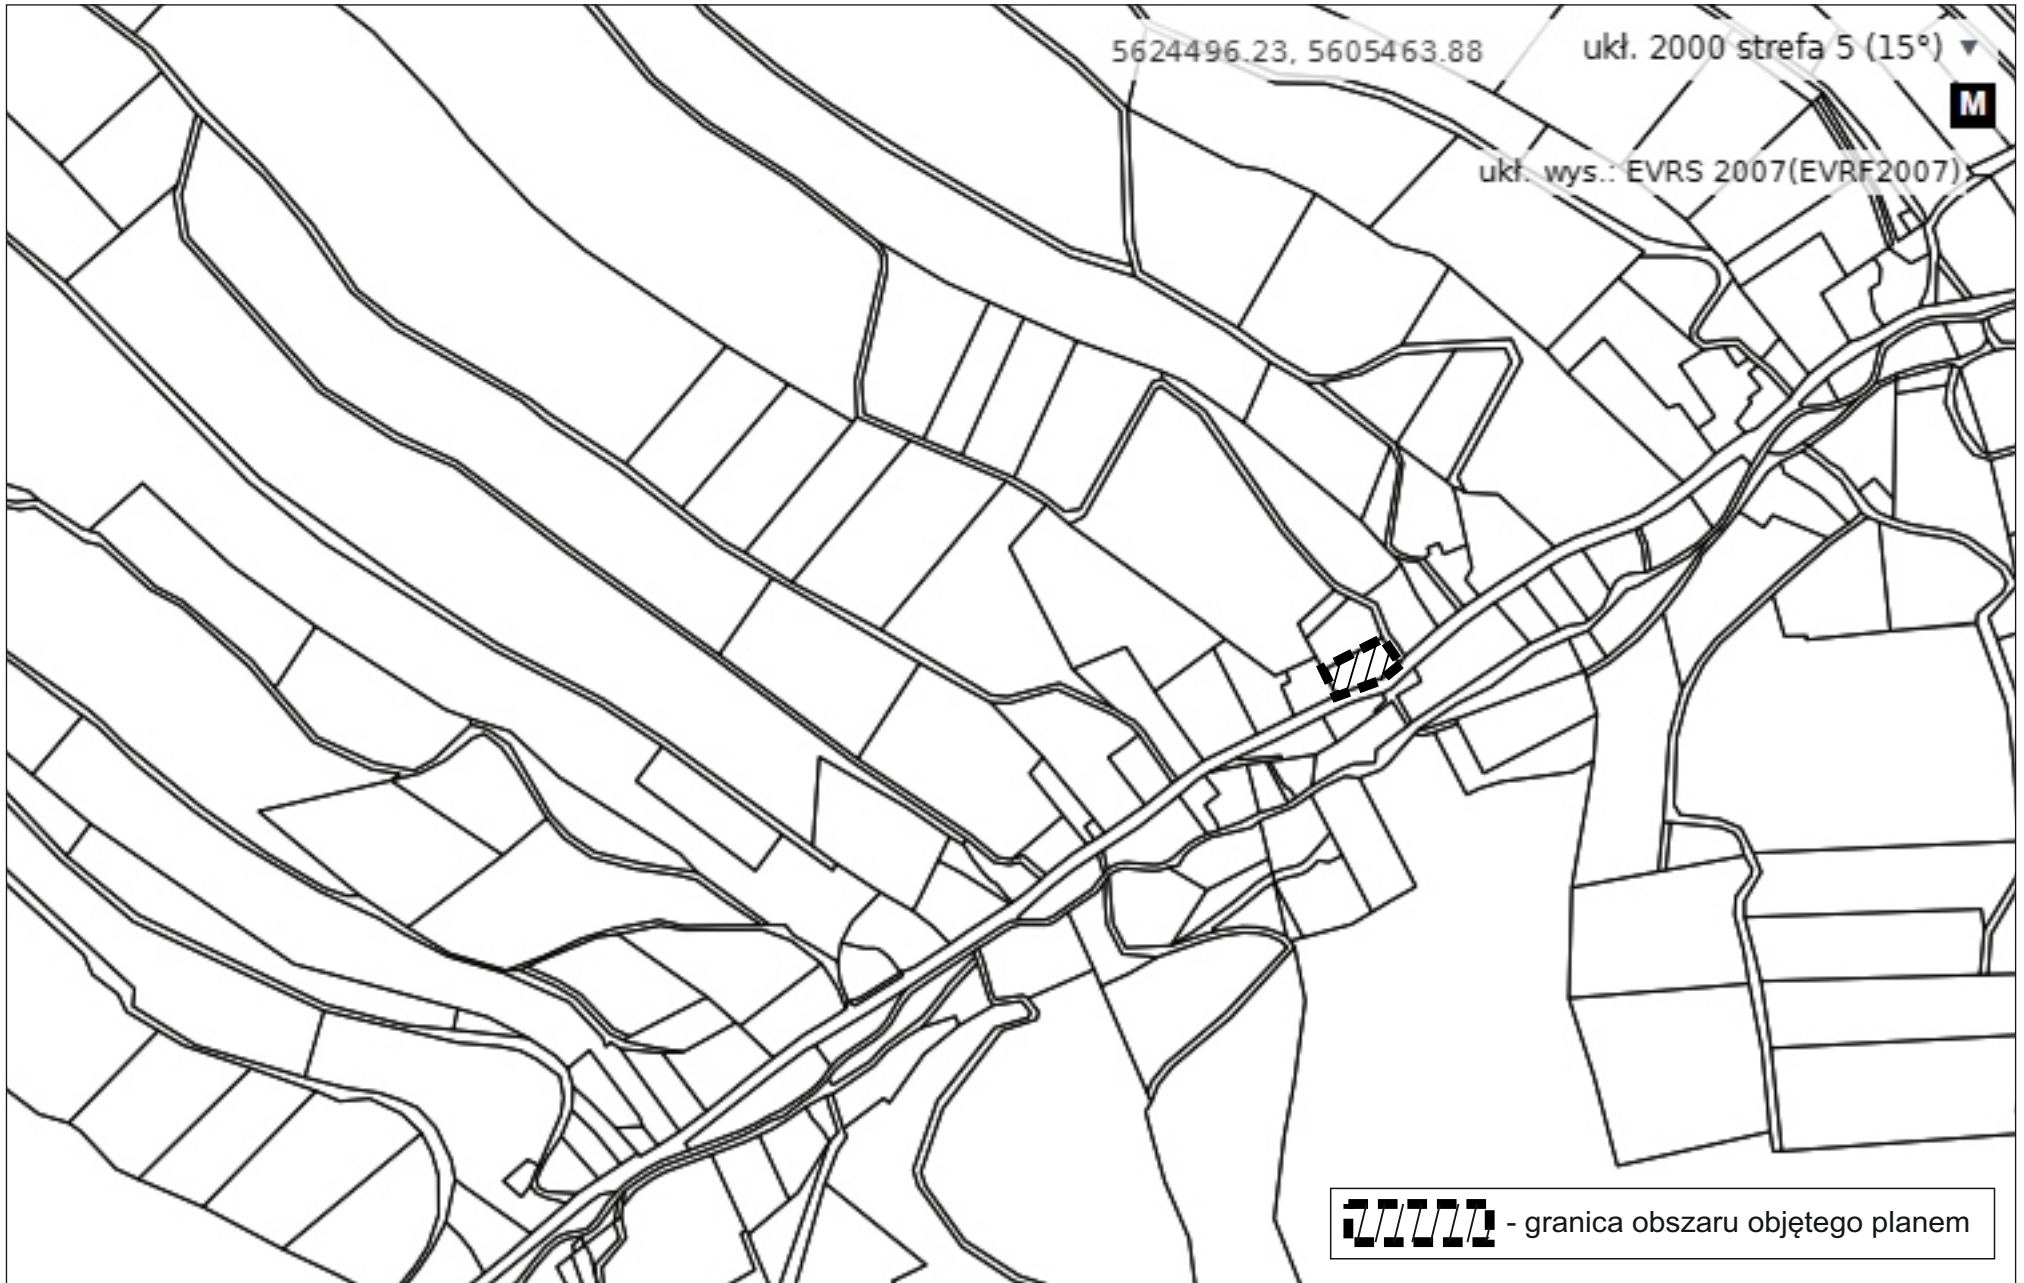 5624496.23, 5605463.88
ukł. 2000 strefa 5 (15°)
M
ukł. wys.: EVRS 2007(EVRF2007)
- granica obszaru objętego planem